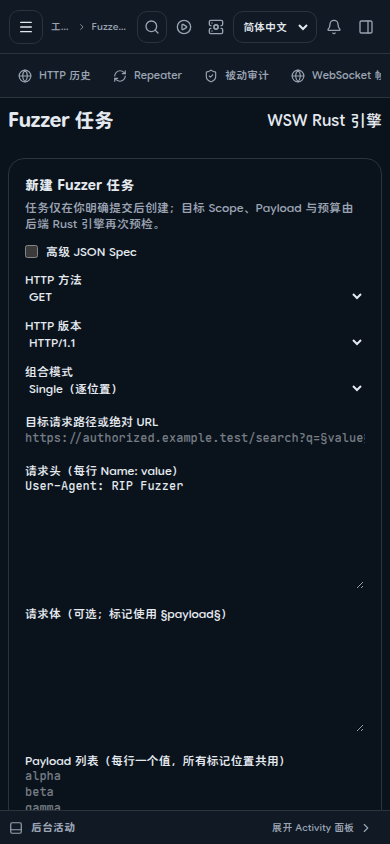 工... > Fuzze...
简体中文
HTTP 历史
Repeater
被动审计
WebSocket
Fuzzer 任务
WSW Rust 引擎
新建 Fuzzer 任务
任务仅在你明确提交后创建；目标 Scope、Payload 与预算由
后端 Rust 引擎再次预检。
高级 JSON Spec
HTTP 方法
GET
HTTP 版本
HTTP/1.1
组合模式
Single（逐位置）
目标请求路径或绝对 URL
https://authorized.example.test/search?q=§value§
请求头（每行 Name: value）
User-Agent: RIP Fuzzer
请求体（可选；标记使用 §payload§）
Payload 列表（每行一个值，所有标记位置共用）
alpha
beta
gamma
后台活动
展开 Activity 面板